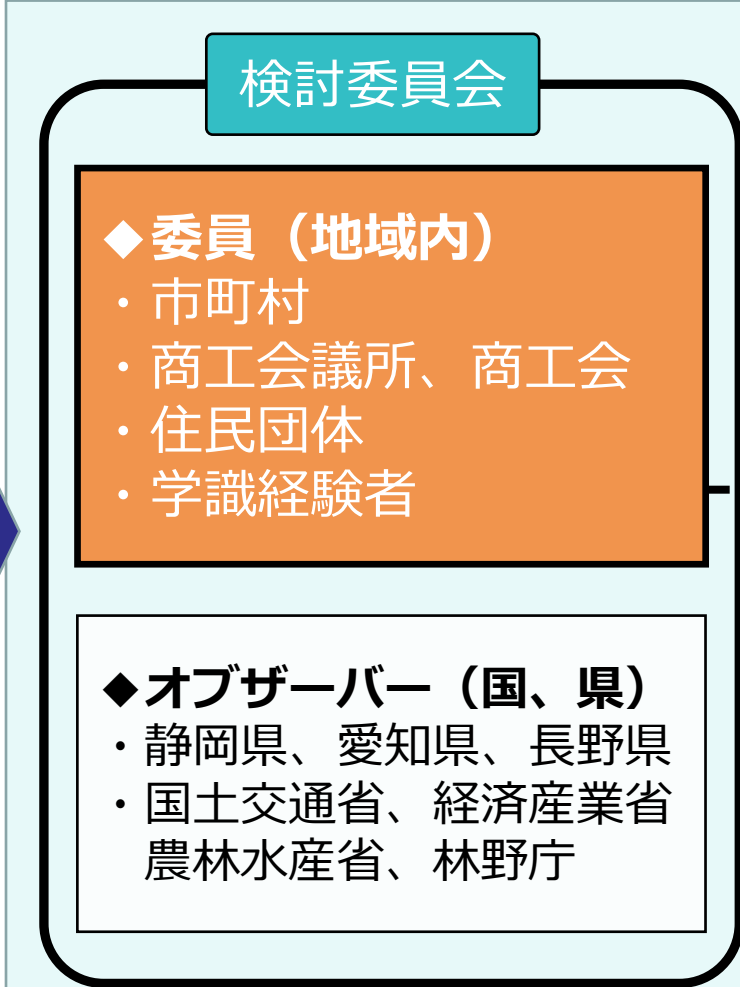 検討委員会
◆委員（地域内）
・市町村
・商工会議所、商工会
・住民団体
・学識経験者
◆オブザーバー（国、県）
・静岡県、愛知県、長野県
・国土交通省、経済産業省
農林水産省、林野庁